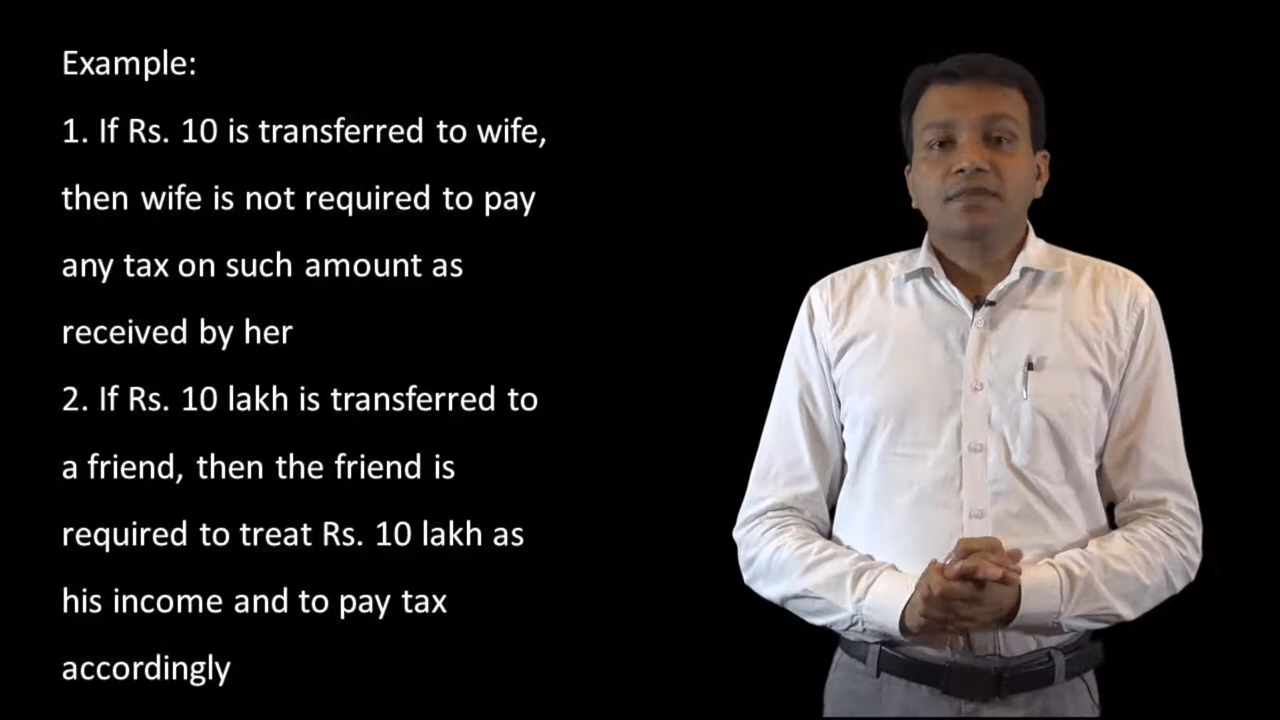 Example:
1. If Rs. 10 is transferred to wife,
then wife is not required to pay
any tax on such amount as
received by her
2. If Rs. 10 lakh is transferred to
a friend, then the friend is
required to treat Rs. 10 lakh as
his income and to pay tax
accordingly